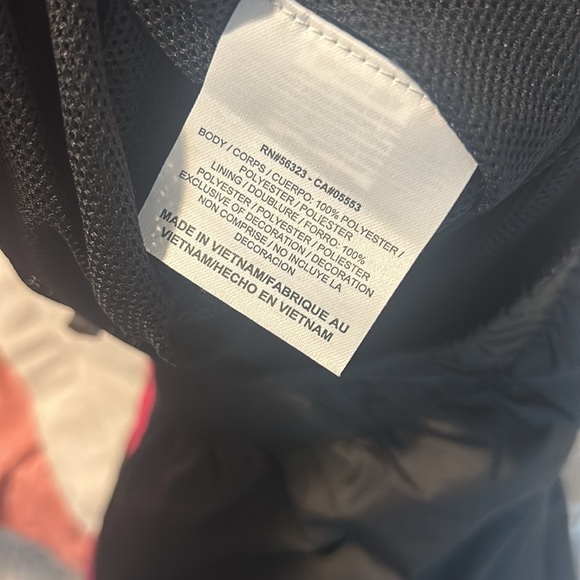 RN#56323 - CA#05553
BODY / CORPS / CUERPO: 100% POLYESTER /
POLYESTER / POLIESTER
LINING / DOUBLURE / FORRO: 100%
POLYESTER / POLYESTER / POLIESTER
EXCLUSIVE OF DECORATION / DECORATION
NON COMPRISE / NO INCLUYE LA
DECORACION
MADE IN VIETNAM/FABRIQUE AU
VIETNAM/HECHO EN VIETNAM